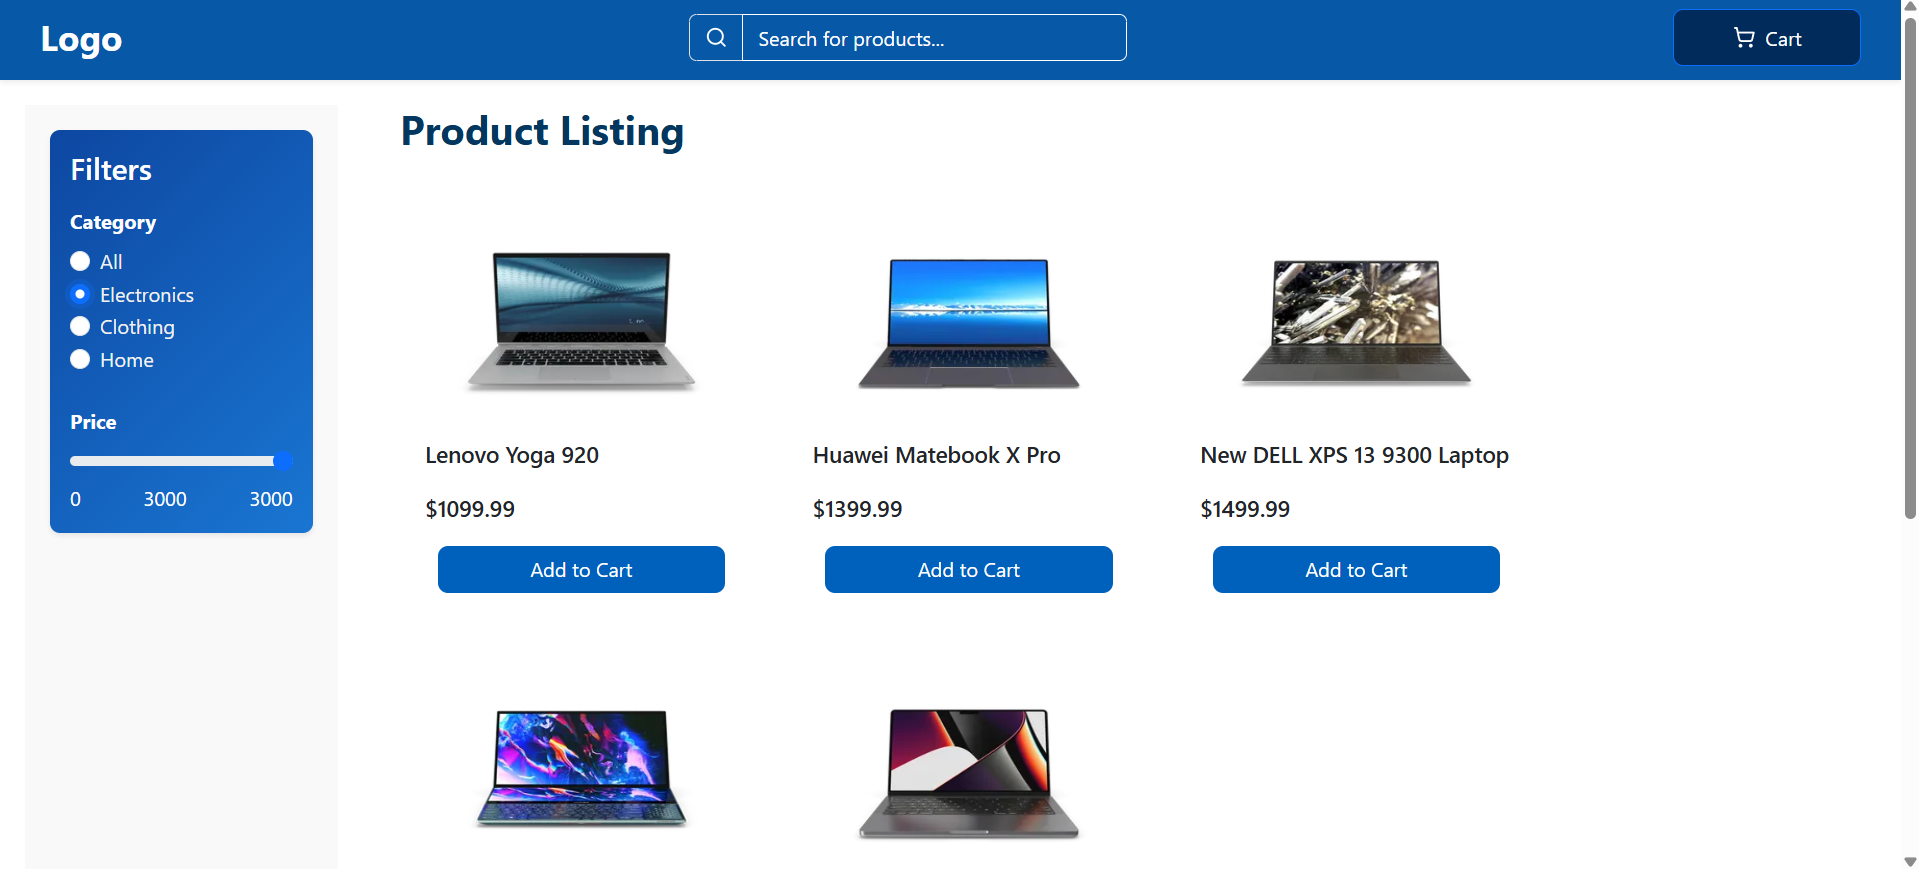 Logo
Search for products...
Cart
Filters
Category
All
Electronics
Clothing
Home
Price
0 3000 3000
Product Listing
Lenovo Yoga 920
$1099.99
Add to Cart
Huawei Matebook X Pro
$1399.99
Add to Cart
New DELL XPS 13 9300 Laptop
$1499.99
Add to Cart